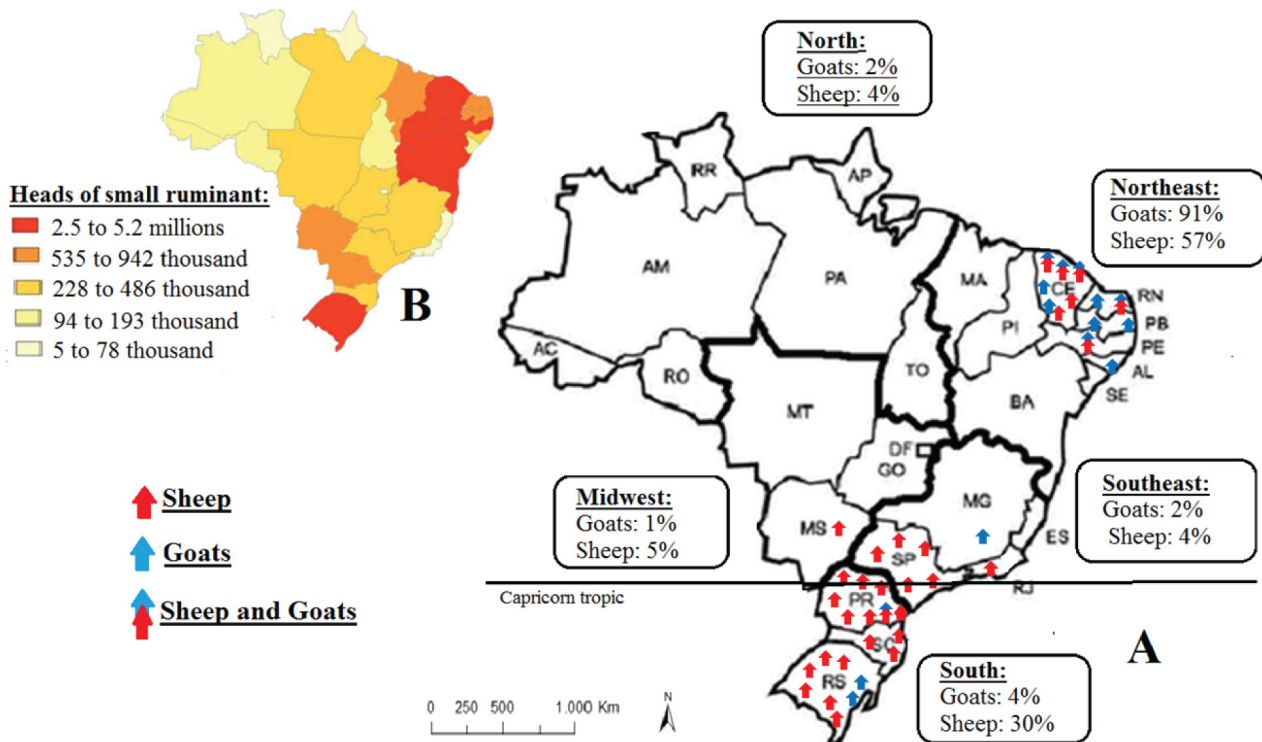 North:
Goats: 2%
Sheep: 4%
Heads of small ruminant:
2.5 to 5.2 millions
535 to 942 thousand
228 to 486 thousand
94 to 193 thousand
5 to 78 thousand
B
Northeast:
Goats: 91%
Sheep: 57%
RR
AP
AM
PA
MA
CE
RN
PI
PB
PE
AC
TO
AL
RO
SE
MT
BA
DF
GO
Sheep
Goats
Sheep and Goats
Midwest:
Goats: 1%
Sheep: 5%
MG
Southeast:
Goats: 2%
Sheep: 4%
MS
ES
SP
RJ
Capricorn tropic
PR
A
SC
RS
South:
Goats: 4%
Sheep: 30%
0 250 500 1.000 Km
N